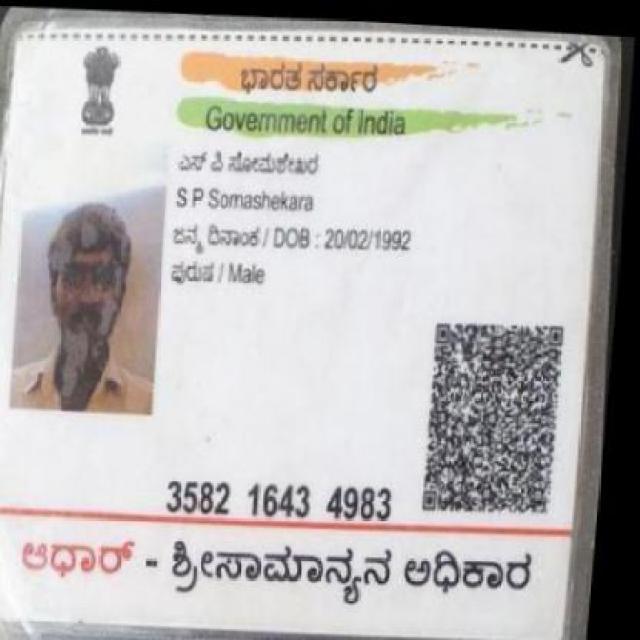 ಭಾರತ ಸರ್ಕಾರ
Government of India
ಎಸ್ ಪಿ ಸೋಮಶೇಖರ
S P Somashekara
ಜನ್ಮ ದಿನಾಂಕ / DOB : 20/02/1992
ಪುರುಷ / Male
3582 1643 4983
ಆಧಾರ್ - ಶ್ರೀಸಾಮಾನ್ಯನ ಅಧಿಕಾರ